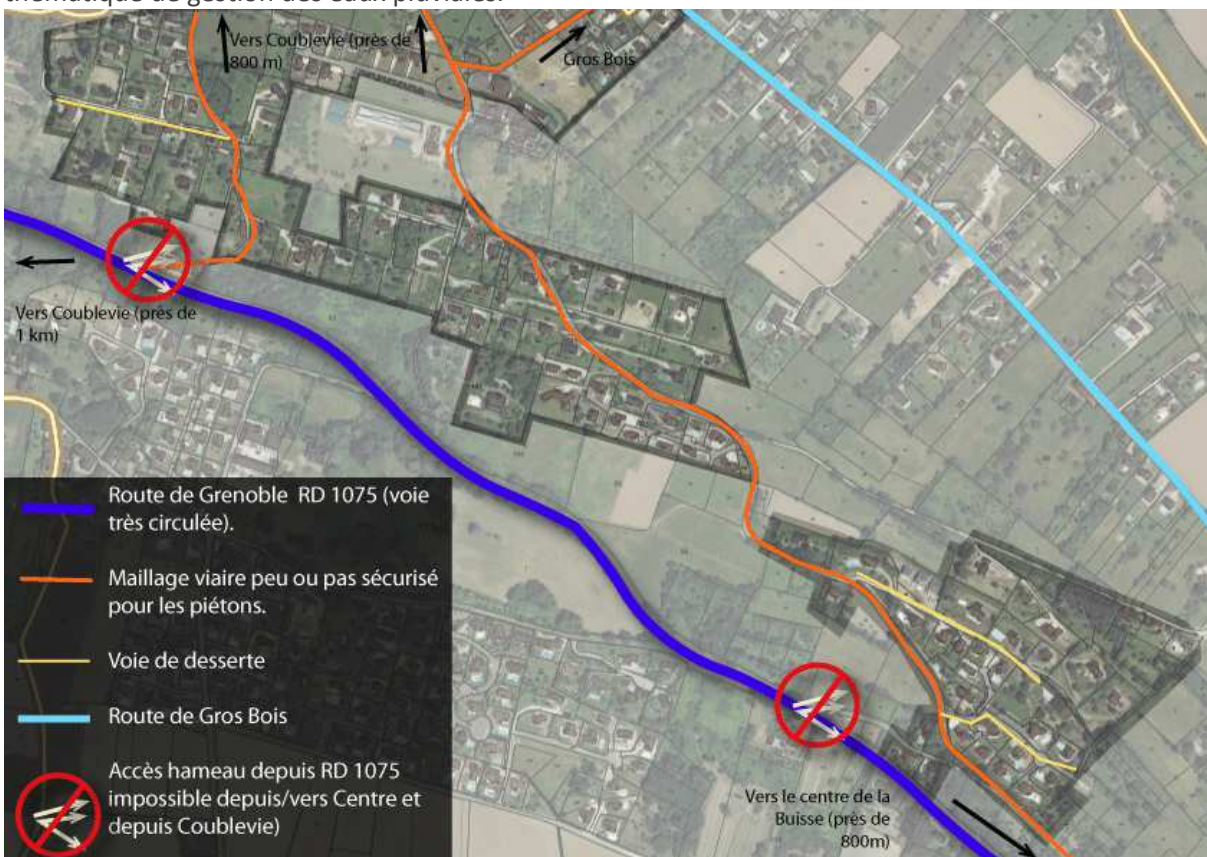 thématique de gestion des eaux pluviales.
Vers Coublevie (près de
800 m)
Gros Bois
Vers Coublevie (près de
1 km)
Route de Grenoble RD 1075 (voie
très circulée).
Maillage viaire peu ou pas sécurisé
pour les piétons.
Voie de desserte
Route de Gros Bois
Accès hameau depuis RD 1075
impossible depuis/vers Centre et
depuis Coublevie)
Vers le centre de la
Buisse (près de
800m)